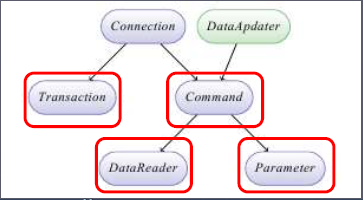 Connection
DataApdater
Transaction
Command
DataReader
Parameter